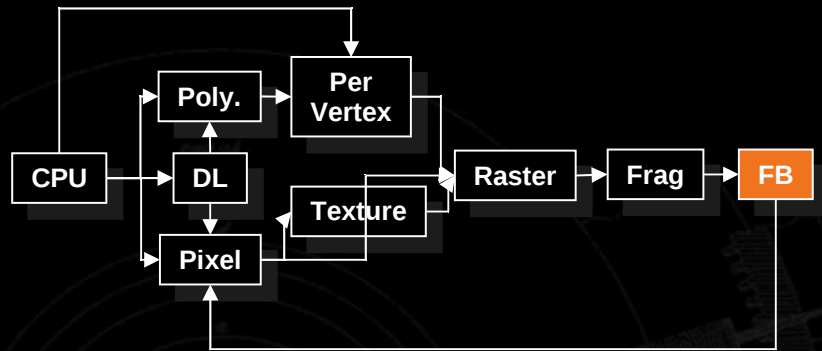 Per
Vertex
Poly.
CPU
DL
Raster
Frag
FB
Texture
Pixel